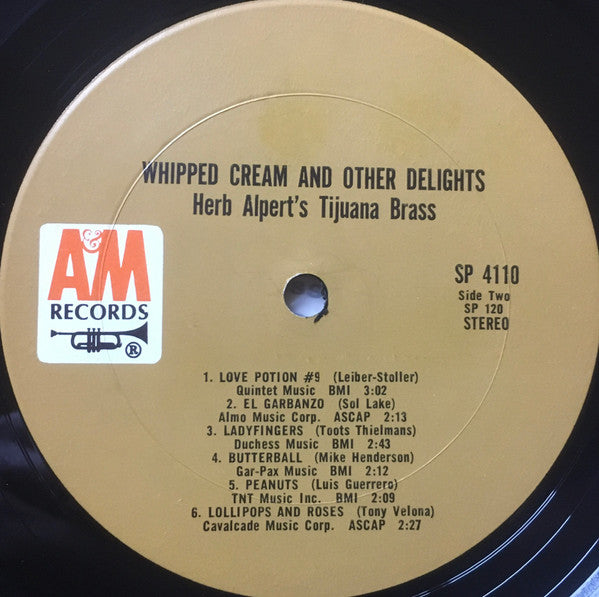 WHIPPED CREAM AND OTHER DELIGHTS
Herb Alpert's Tijuana Brass
A&M
RECORDS
®
SP 4110
Side Two
SP 120
STEREO
1. LOVE POTION #9 (Leiber-Stoller)
Quintet Music BMI 3:02
2. EL GARBANZO (Sol Lake)
Almo Music Corp. ASCAP 2:13
3. LADYFINGERS (Toots Thielmans)
Duchess Music BMI 2:43
4. BUTTERBALL (Mike Henderson)
Gar-Pax Music BMI 2:12
5. PEANUTS (Luis Guerrero)
TNT Music Inc. BMI 2:09
6. LOLLIPOPS AND ROSES (Tony Velona)
Cavalcade Music Corp. ASCAP 2:27